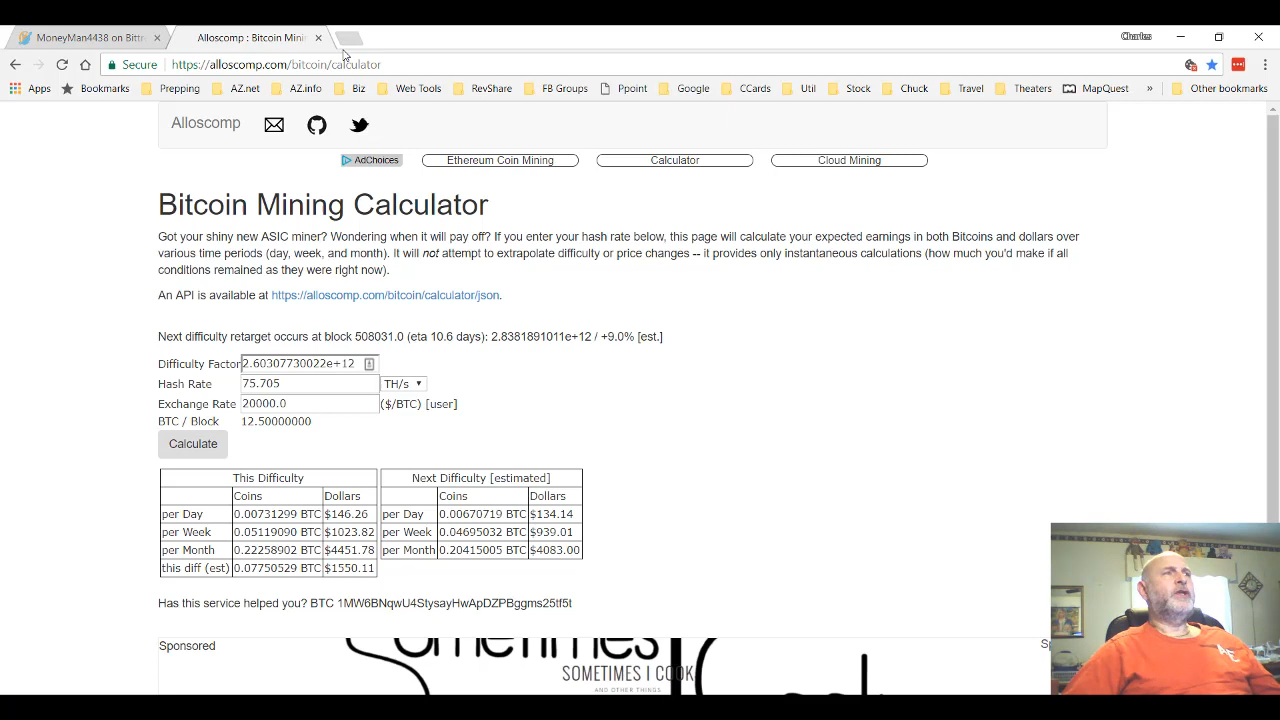 MoneyMan4438 on Bittr
Alloscomp : Bitcoin Mini
Charles
Secure https://alloscomp.com/bitcoin/calculator
Apps Bookmarks Prepping AZ.net AZ.info Biz Web Tools RevShare FB Groups Ppoint Google CCards Util Stock Chuck Travel Theaters MapQuest » Other bookmarks
Alloscomp
AdChoices Ethereum Coin Mining Calculator Cloud Mining
Bitcoin Mining Calculator
Got your shiny new ASIC miner? Wondering when it will pay off? If you enter your hash rate below, this page will calculate your expected earnings in both Bitcoins and dollars over
various time periods (day, week, and month). It will not attempt to extrapolate difficulty or price changes -- it provides only instantaneous calculations (how much you'd make if all
conditions remained as they were right now).
An API is available at https://alloscomp.com/bitcoin/calculator/json.
Next difficulty retarget occurs at block 508031.0 (eta 10.6 days): 2.8381891011e+12 / +9.0% [est.]
Difficulty Factor 2.60307730022e+12
Hash Rate 75.705 TH/s
Exchange Rate 20000.0 ($/BTC) [user]
BTC / Block 12.50000000
Calculate
This Difficulty Next Difficulty [estimated]
Coins Dollars Coins Dollars
per Day 0.00731299 BTC $146.26 per Day 0.00670719 BTC $134.14
per Week 0.05119090 BTC $1023.82 per Week 0.04695032 BTC $939.01
per Month 0.22258902 BTC $4451.78 per Month 0.20415005 BTC $4083.00
this diff (est) 0.07750529 BTC $1550.11
Has this service helped you? BTC 1MW6BNqwU4StysayHwApDZPBggms25tf5t
Sponsored
Sometimes
SOMETIMES I COOK
AND OTHER THINGS